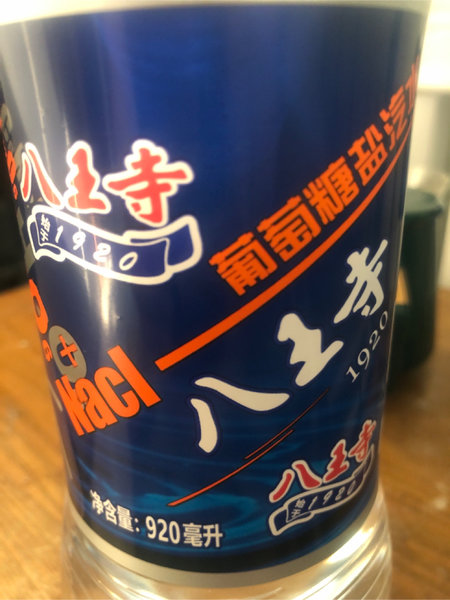 八王寺
始于1920
葡萄糖盐汽水
+
Nacl
八王寺
1920
八王寺
始于1920
净含量：920毫升